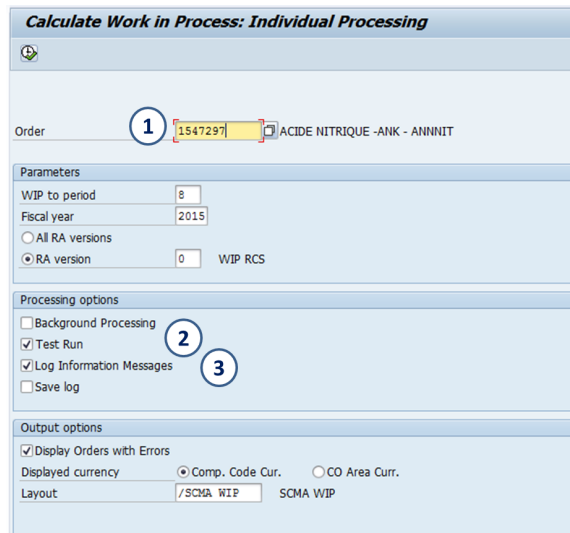 Calculate Work in Process: Individual Processing
Order 1 1547297 ACIDE NITRIQUE -ANK - ANNNIT
Parameters
WIP to period 8
Fiscal year 2015
All RA versions
RA version 0 WIP RCS
Processing options
Background Processing
2
Test Run
Log Information Messages 3
Save log
Output options
Display Orders with Errors
Displayed currency Comp. Code Cur. CO Area Curr.
Layout /SCMA WIP SCMA WIP